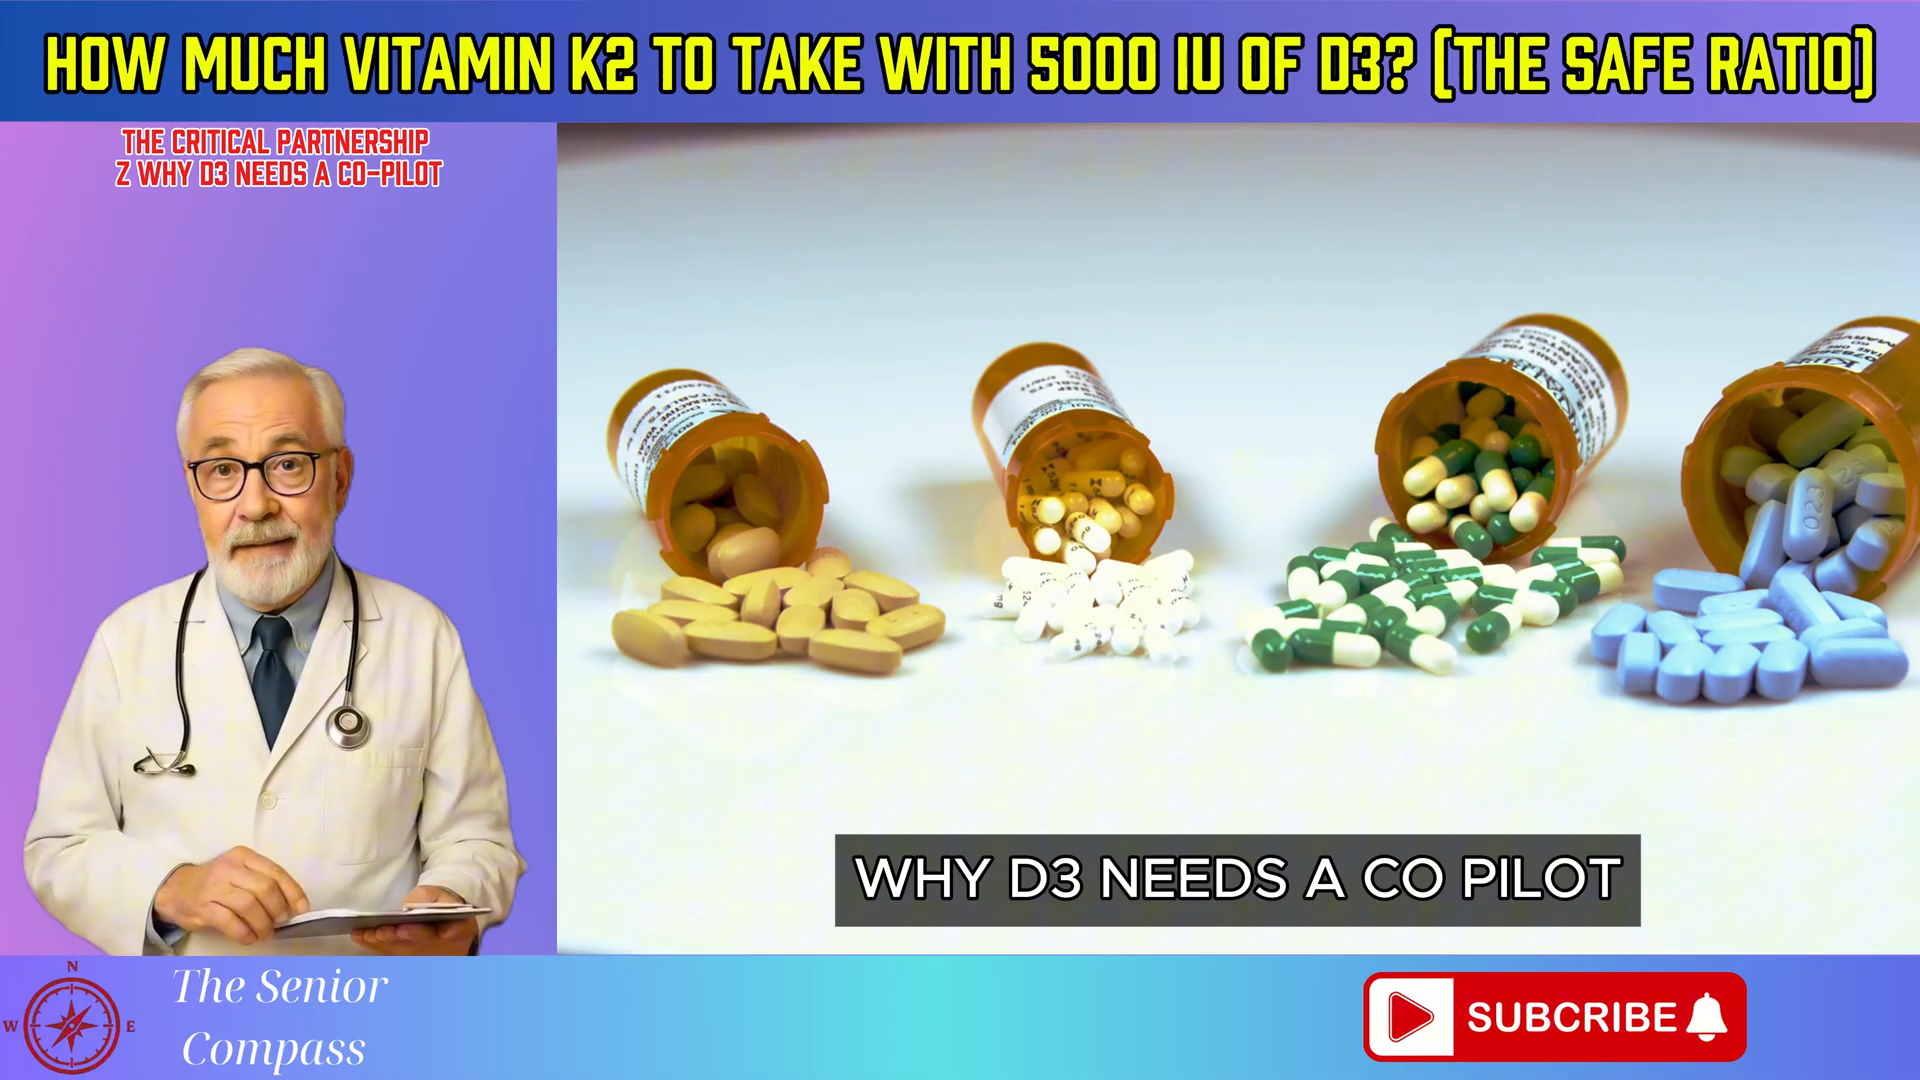 HOW MUCH VITAMIN K2 TO TAKE WITH 5000 IU OF D3? (THE SAFE RATIO)
THE CRITICAL PARTNERSHIP
Z WHY D3 NEEDS A CO-PILOT
023
WHY D3 NEEDS A CO PILOT
N
W
E
The Senior
Compass
SUBCRIBE